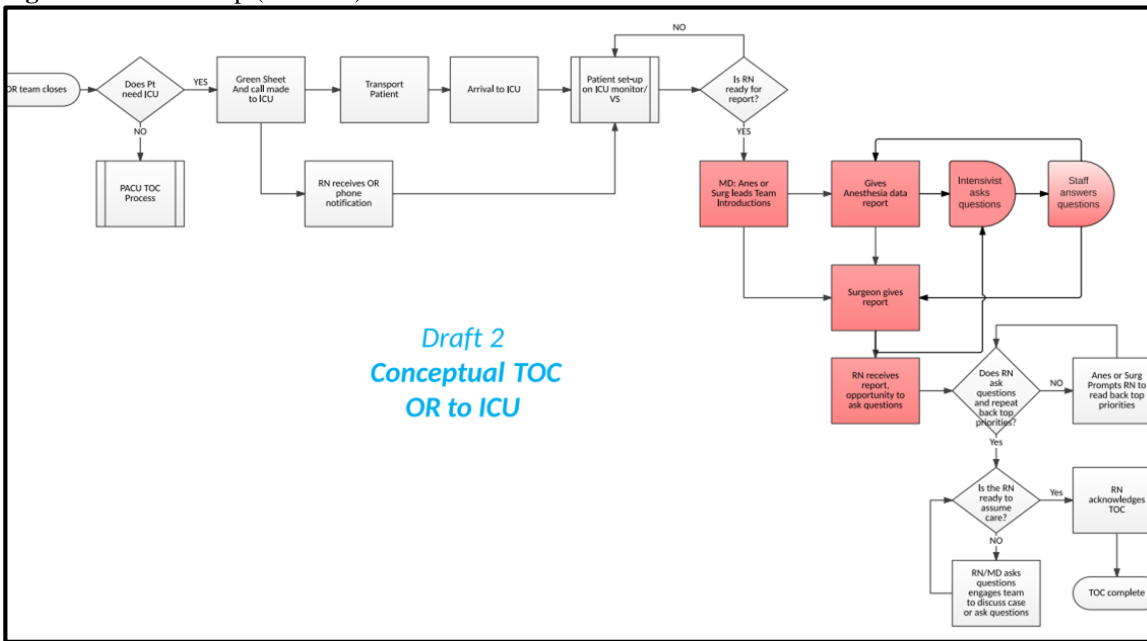 OR team closes
Does Pt
need ICU
YES
NO
PACU TOC
Process
Green Sheet
And call made
to ICU
RN receives OR
phone
notification
Transport
Patient
Arrival to ICU
Patient set-up
on ICU monitor/
VS
NO
Is RN
ready for
report?
YES
MD: Anes or
Surg leads Team
Introductions
Gives
Anesthesia data
report
Intensivist
asks
questions
Staff
answers
questions
Surgeon gives
report
RN receives
report,
opportunity to
ask questions
Does RN
ask
questions
and repeat
back top
priorities?
NO
Anes or Surg
Prompts RN to
read back top
priorities
Yes
Is the RN
ready to
assume
care?
Yes
RN
acknowledges
TOC
NO
RN/MD asks
questions
engages team
to discuss case
or ask questions
TOC complete
Draft 2
Conceptual TOC
OR to ICU